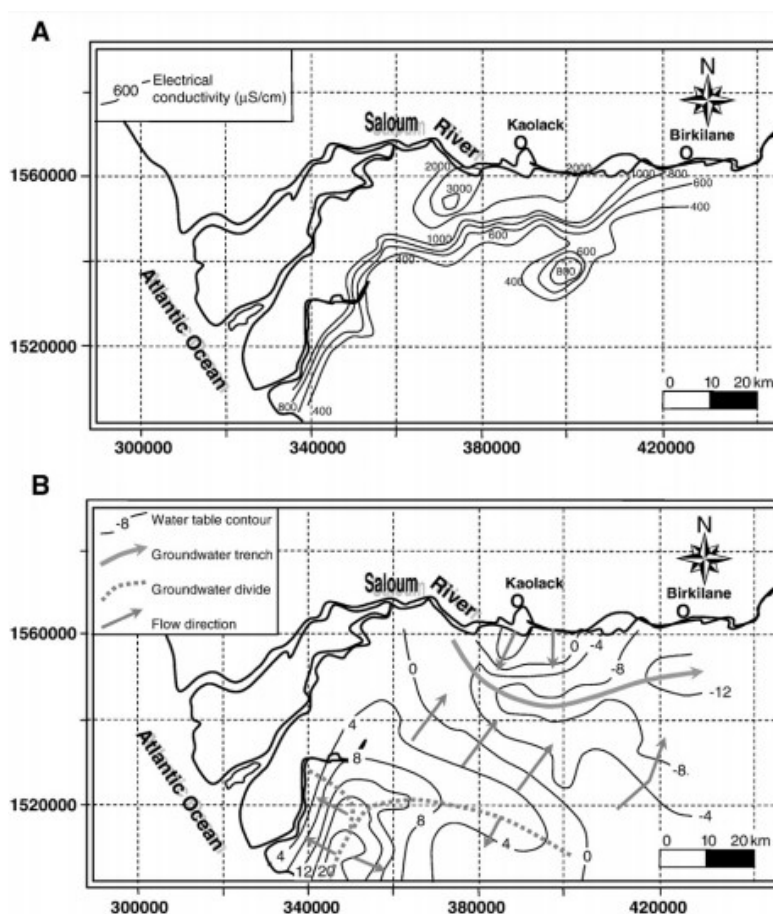 A
600
Electrical
conductivity (μS/cm)
N
Saloum
River
Kaolack
Birkilane
1560000
2000
2000
1000
800
3000
600
400
1000
600
400
600
400
800
Atlantic Ocean
1520000
800
400
0 10 20 km
300000 340000 380000 420000
B
-8
Water table contour
Groundwater trench
Groundwater divide
Flow direction
N
Saloum
River
Kaolack
Birkilane
1560000
0
-4
-8
0
-12
4
Atlantic Ocean
8
-8
1520000
-4
4
8
4
0
12
20
0 10 20 km
300000 340000 380000 420000